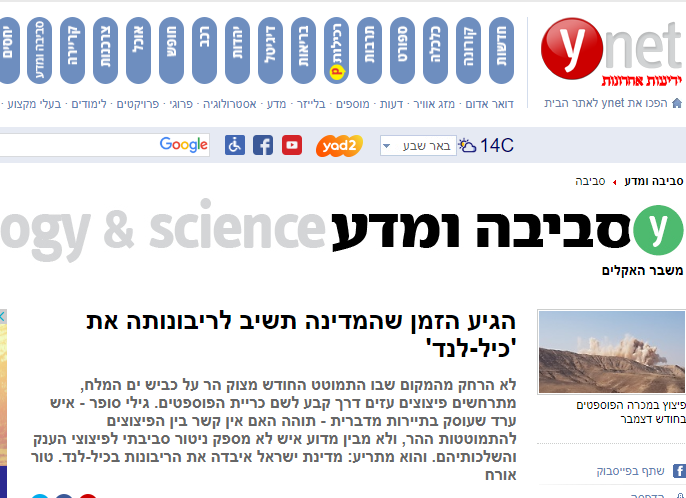 ynet
ידיעות אחרונות
הפכו את ynet לאתר הבית
חדשות
קורונה
כלכלה
ספורט
תרבות
רכילות
p
בריאות
דיגיטל
יהדות
רכב
חופש
אוכל
צרכנות
קריירה
סביבה ומדע
יחסים
דואר אדום · מזג אוויר · דעות · מוספים · בלייזר · מדע · אסטרולוגיה · פרוגי · פרויקטים · לימודים · בעלי מקצוע ·
14C
באר שבע
yad2
Google
סביבה ומדע
סביבה
y
סביבה ומדע
ogy & science
משבר האקלים
הגיע הזמן שהמדינה תשיב לריבונותה את
'כיל-לנד'
לא הרחק מהמקום שבו התמוטט החודש מצוק הר על כביש ים המלח,
מתרחשים פיצוצים עזים דרך קבע לשם כריית הפוספטים. גילי סופר - איש
ערד שעוסק בתיירות מדברית - תוהה האם אין קשר בין הפיצוצים
להתמוטטות ההר, ולא מבין מדוע איש לא מספק ניטור סביבתי לפיצוצי הענק
והשלכותיהם. והוא מתריע: מדינת ישראל איבדה את הריבונות בכיל-לנד. טור
אורח
פיצוץ במכרה הפוספטים
בחודש דצמבר
שתף בפייסבוק